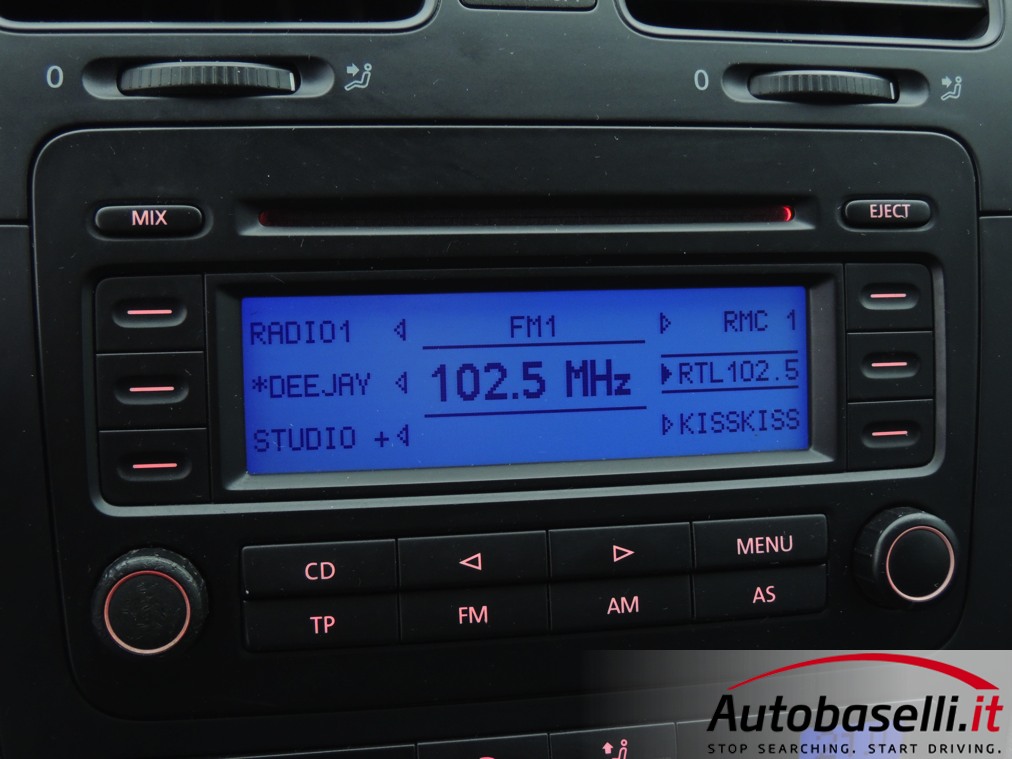 0
0
MIX
EJECT
RADIO1
FM1
RMC 1
*DEEJAY
102.5 MHz
RTL102.5
STUDIO +
KISSKISS
CD
MENU
TP
FM
AM
AS
Autobaselli.it
STOP SEARCHING. START DRIVING.